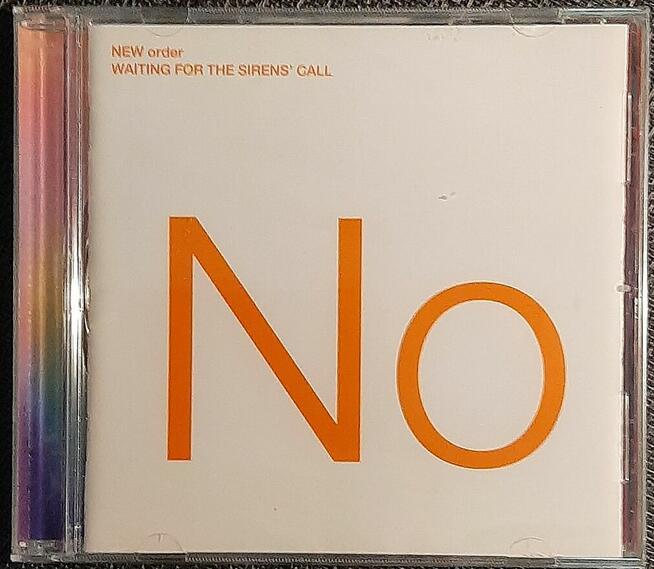 NEW order
WAITING FOR THE SIRENS' CALL
No